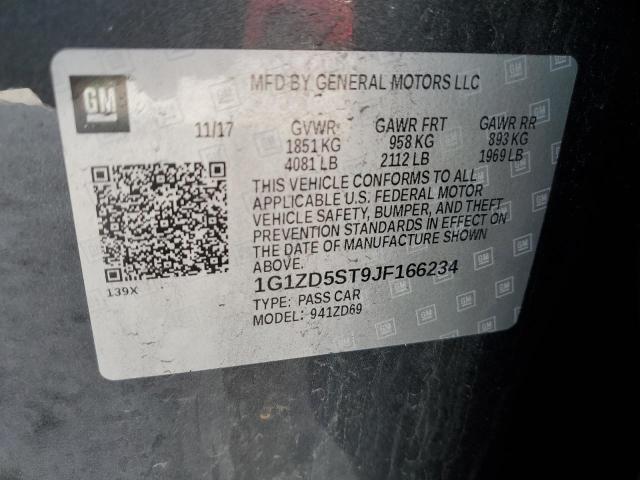 GM
MFD BY GENERAL MOTORS LLC
11/17 GVWR GAWR FRT GAWR RR
1851 KG 958 KG 893 KG
4081 LB 2112 LB 1969 LB
THIS VEHICLE CONFORMS TO ALL
APPLICABLE U.S. FEDERAL MOTOR
VEHICLE SAFETY, BUMPER, AND THEFT
PREVENTION STANDARDS IN EFFECT ON
THE DATE OF MANUFACTURE SHOWN
ABOVE.
1G1ZD5ST9JF166234
139X
TYPE: PASS CAR
MODEL: 941ZD69